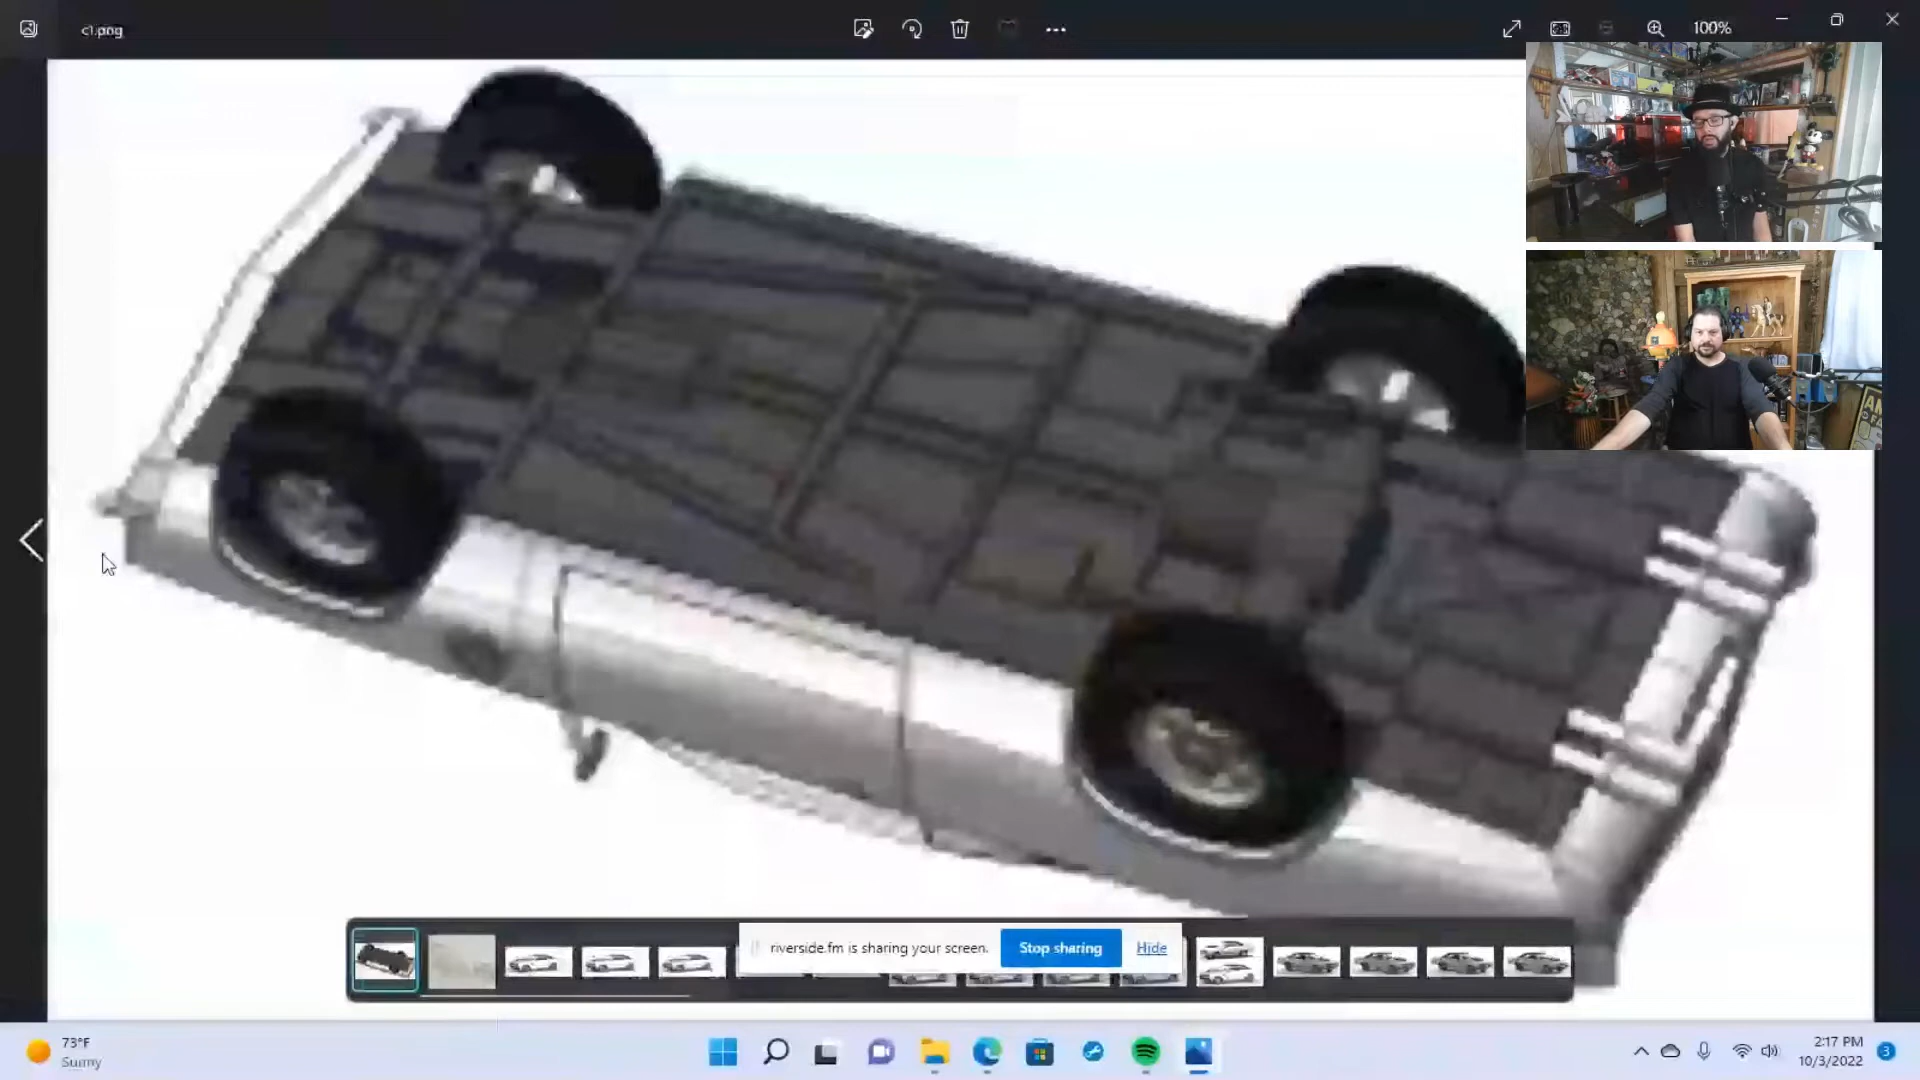 c1.png
100%
riverside.fm is sharing your screen.
Stop sharing
Hide
73°F
Sunny
2:17 PM
10/3/2022
3